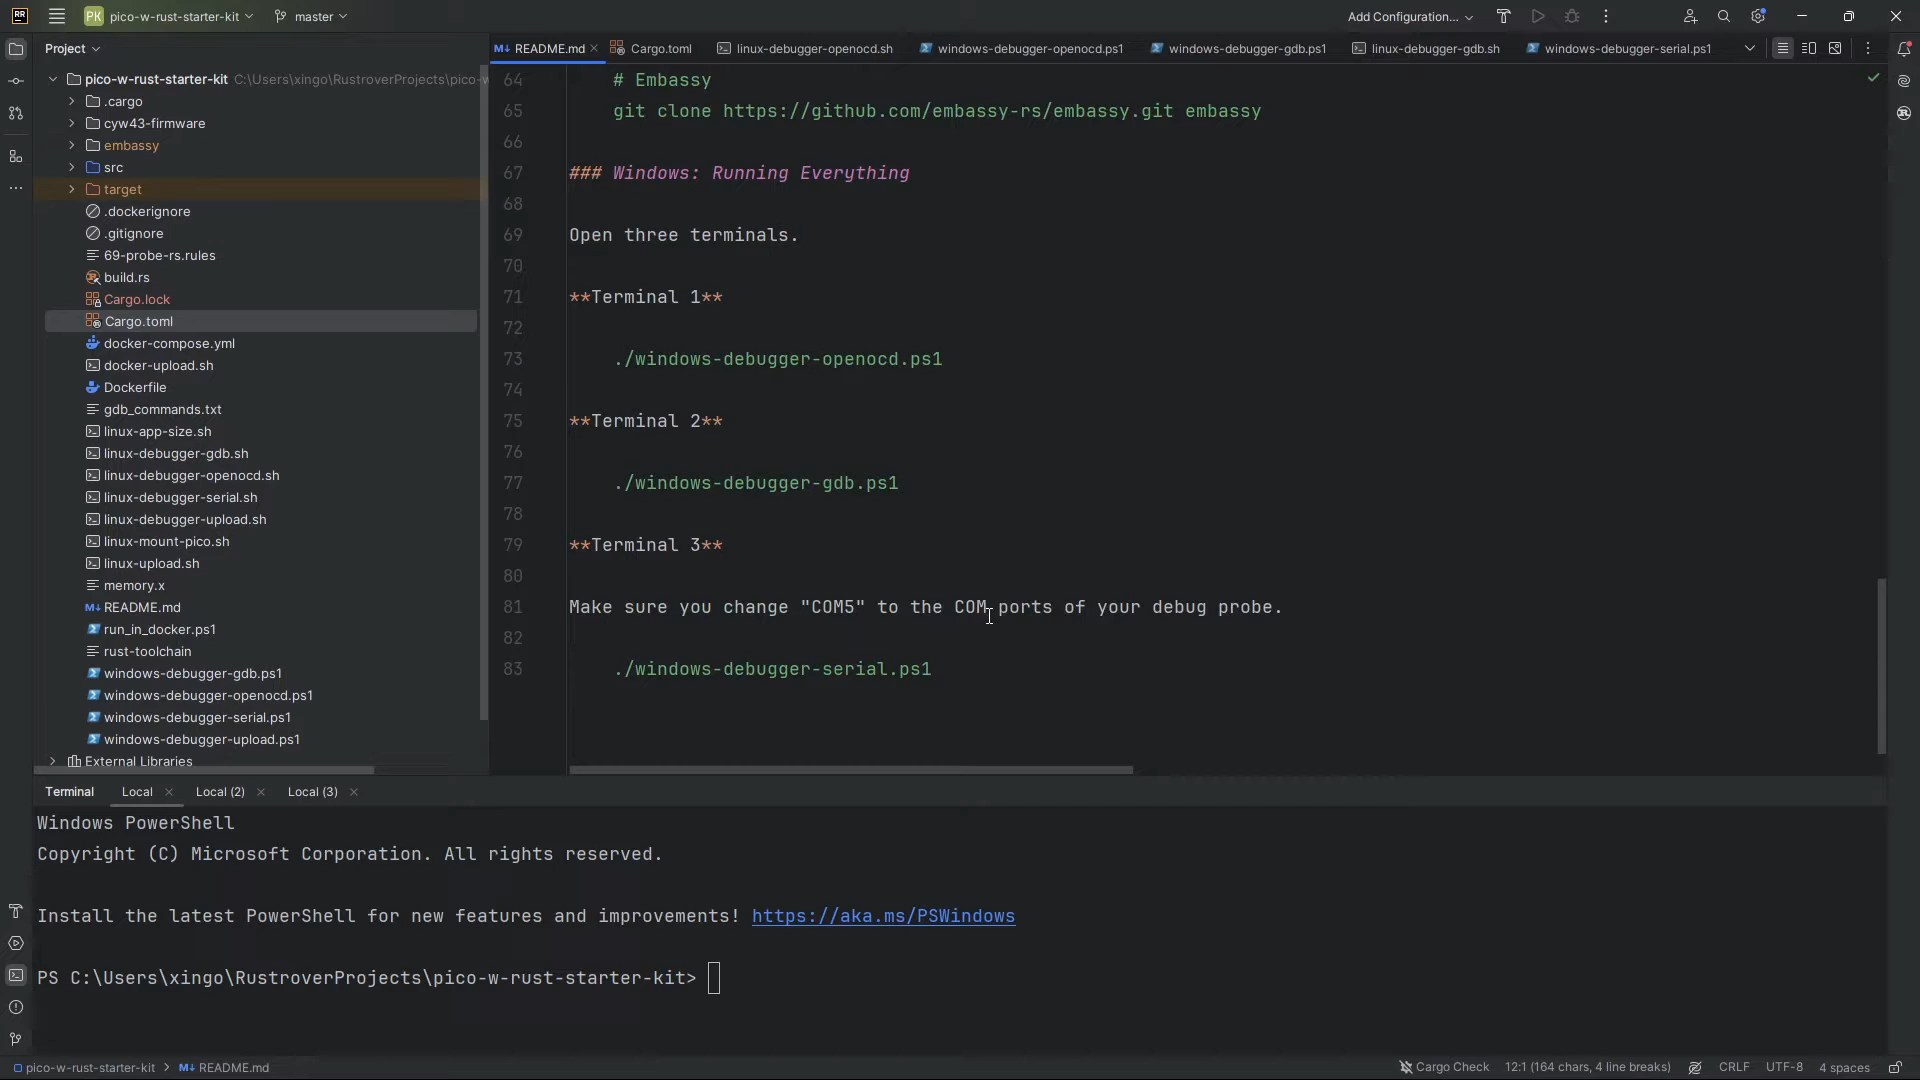 RR
PK pico-w-rust-starter-kit master Add Configuration...
Project
README.md Cargo.toml linux-debugger-openocd.sh windows-debugger-openocd.ps1 windows-debugger-gdb.ps1 linux-debugger-gdb.sh windows-debugger-serial.ps1
pico-w-rust-starter-kit C:\Users\xingo\RustroverProjects\pico-w
.cargo
cyw43-firmware
embassy
src
target
.dockerignore
.gitignore
69-probe-rs.rules
build.rs
Cargo.lock
Cargo.toml
docker-compose.yml
docker-upload.sh
Dockerfile
gdb_commands.txt
linux-app-size.sh
linux-debugger-gdb.sh
linux-debugger-openocd.sh
linux-debugger-serial.sh
linux-debugger-upload.sh
linux-mount-pico.sh
linux-upload.sh
memory.x
README.md
run_in_docker.ps1
rust-toolchain
windows-debugger-gdb.ps1
windows-debugger-openocd.ps1
windows-debugger-serial.ps1
windows-debugger-upload.ps1
External Libraries
64 # Embassy
65 git clone https://github.com/embassy-rs/embassy.git embassy
66
67 ### Windows: Running Everything
68
69 Open three terminals.
70
71 **Terminal 1**
72
73 ./windows-debugger-openocd.ps1
74
75 **Terminal 2**
76
77 ./windows-debugger-gdb.ps1
78
79 **Terminal 3**
80
81 Make sure you change "COM5" to the COM ports of your debug probe.
82
83 ./windows-debugger-serial.ps1
Terminal Local Local (2) Local (3)
Windows PowerShell
Copyright (C) Microsoft Corporation. All rights reserved.
Install the latest PowerShell for new features and improvements! https://aka.ms/PSWindows
PS C:\Users\xingo\RustroverProjects\pico-w-rust-starter-kit>
pico-w-rust-starter-kit > README.md Cargo Check 12:1 (164 chars, 4 line breaks) CRLF UTF-8 4 spaces